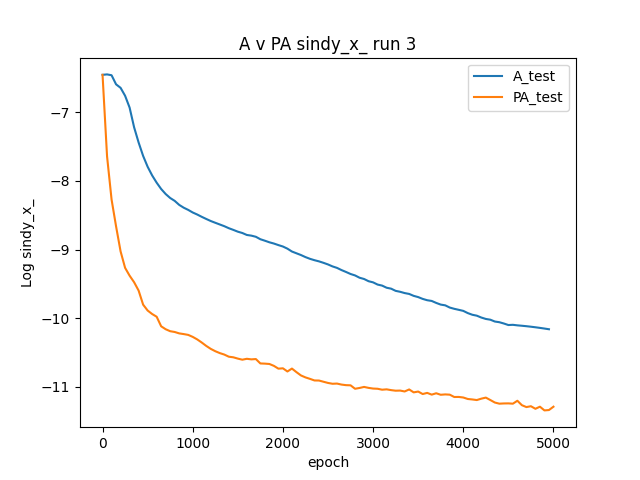 A v PA sindy_x_ run 3
A_test
PA_test
Log sindy_x_
−7
−8
−9
−10
−11
0
1000
2000
3000
4000
5000
epoch